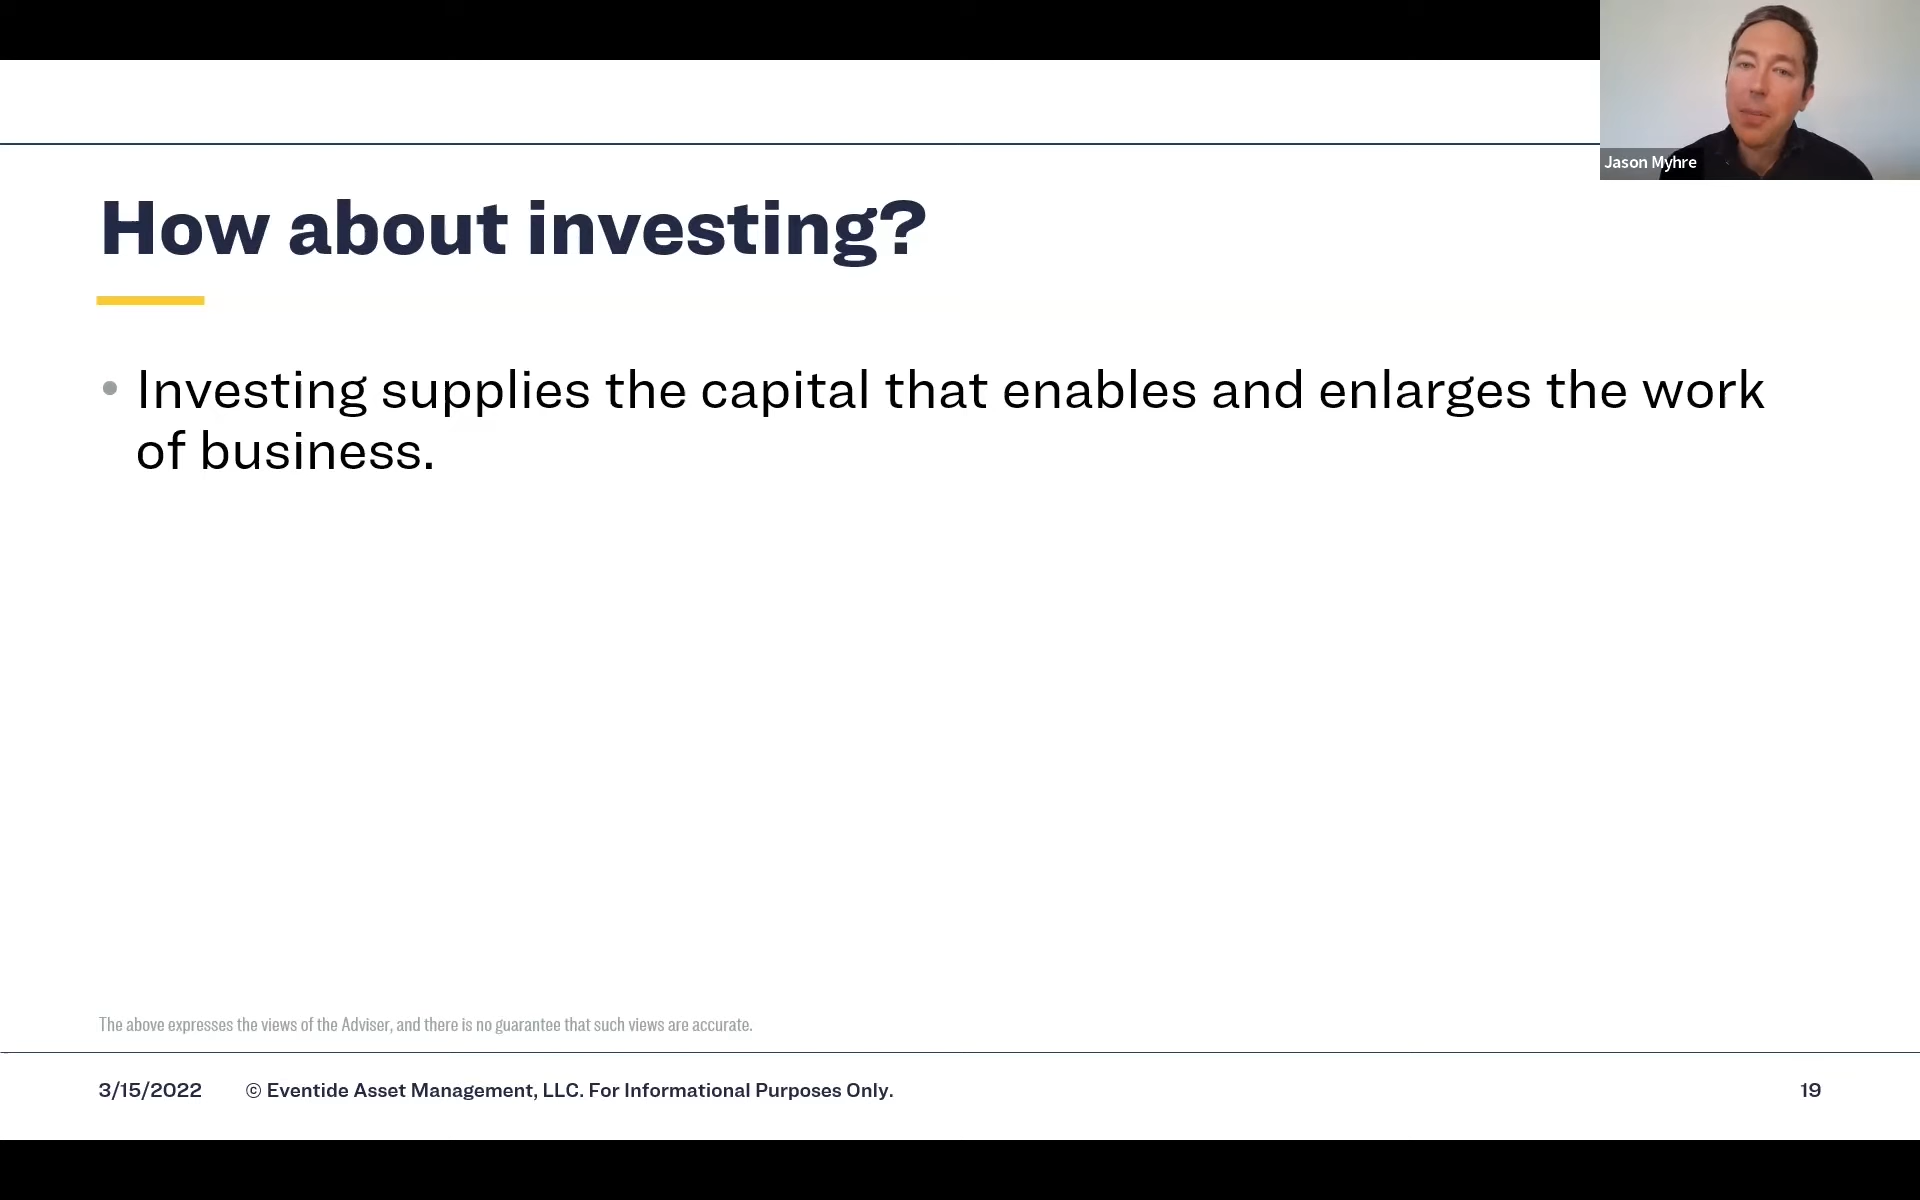 Jason Myhre
How about investing?
• Investing supplies the capital that enables and enlarges the work
of business.
The above expresses the views of the Adviser, and there is no guarantee that such views are accurate.
3/15/2022 © Eventide Asset Management, LLC. For Informational Purposes Only. 19